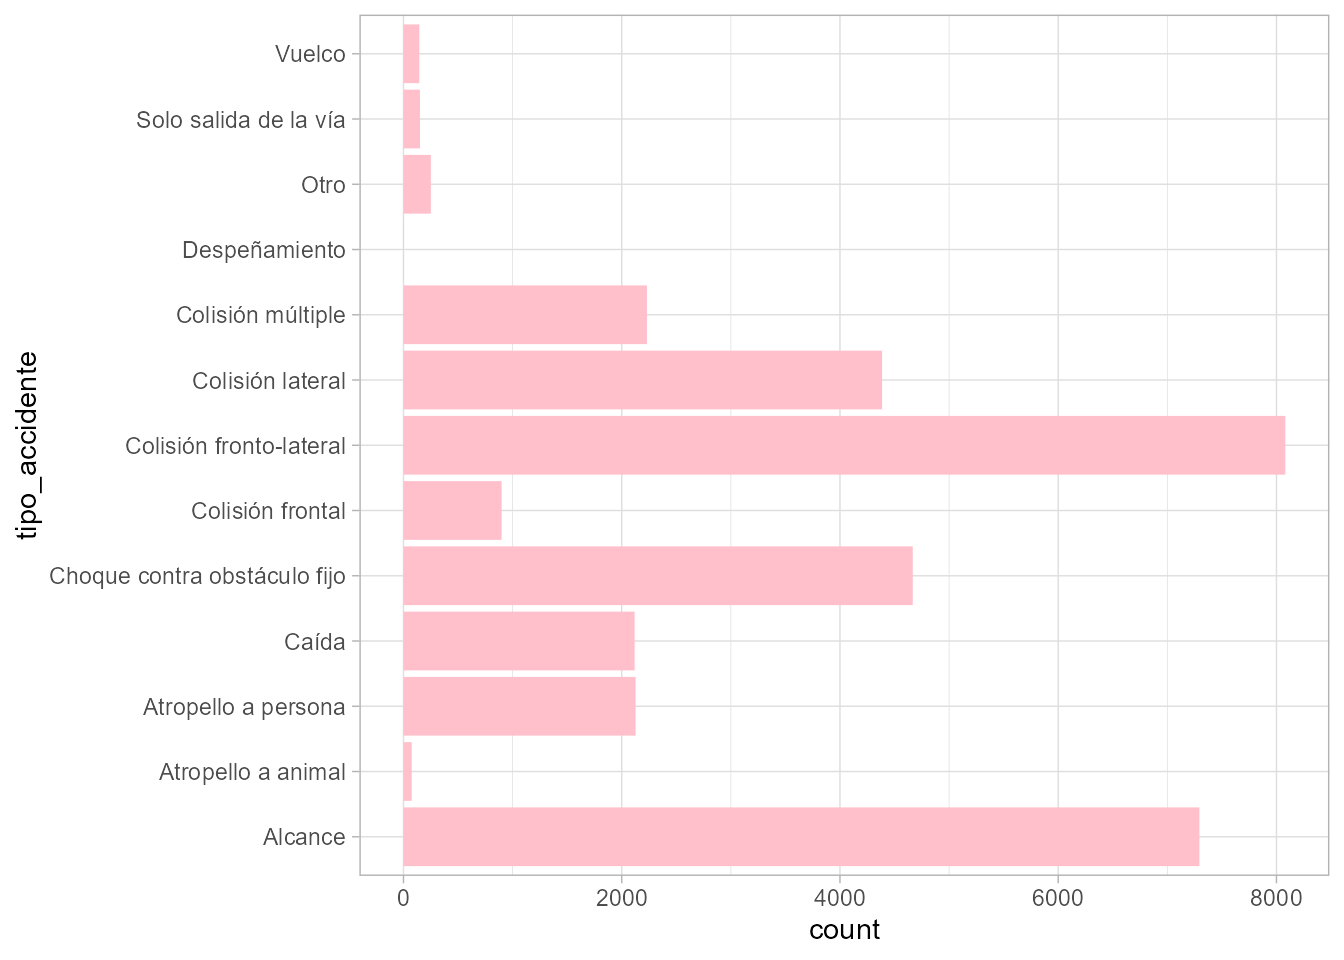 Vuelco
Solo salida de la vía
Otro
Despeñamiento
Colisión múltiple
Colisión lateral
Colisión fronto-lateral
Colisión frontal
Choque contra obstáculo fijo
Caída
Atropello a persona
Atropello a animal
Alcance
tipo_accidente
0 2000 4000 6000 8000
count